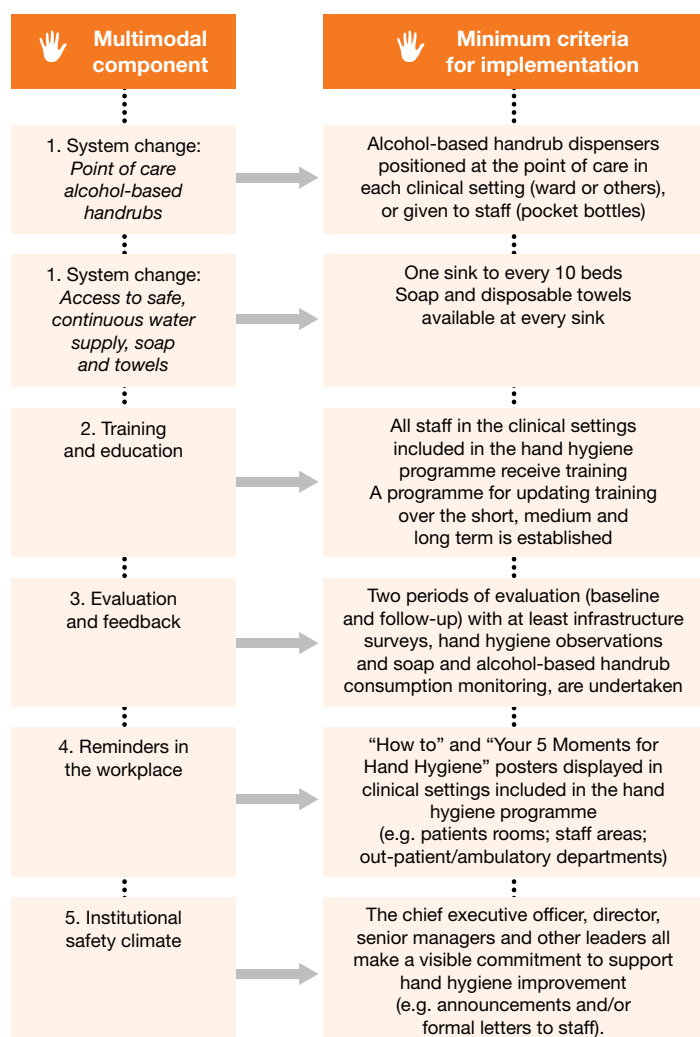 Multimodal
component
Minimum criteria
for implementation
1. System change:
Point of care
alcohol-based
handrubs
Alcohol-based handrub dispensers
positioned at the point of care in
each clinical setting (ward or others),
or given to staff (pocket bottles)
1. System change:
Access to safe,
continuous water
supply, soap
and towels
One sink to every 10 beds
Soap and disposable towels
available at every sink
2. Training
and education
All staff in the clinical settings
included in the hand hygiene
programme receive training
A programme for updating training
over the short, medium and
long term is established
3. Evaluation
and feedback
Two periods of evaluation (baseline
and follow-up) with at least infrastructure
surveys, hand hygiene observations
and soap and alcohol-based handrub
consumption monitoring, are undertaken
4. Reminders in
the workplace
“How to” and “Your 5 Moments for
Hand Hygiene” posters displayed in
clinical settings included in the hand
hygiene programme
(e.g. patients rooms; staff areas;
out-patient/ambulatory departments)
5. Institutional
safety climate
The chief executive officer, director,
senior managers and other leaders all
make a visible commitment to support
hand hygiene improvement
(e.g. announcements and/or
formal letters to staff).